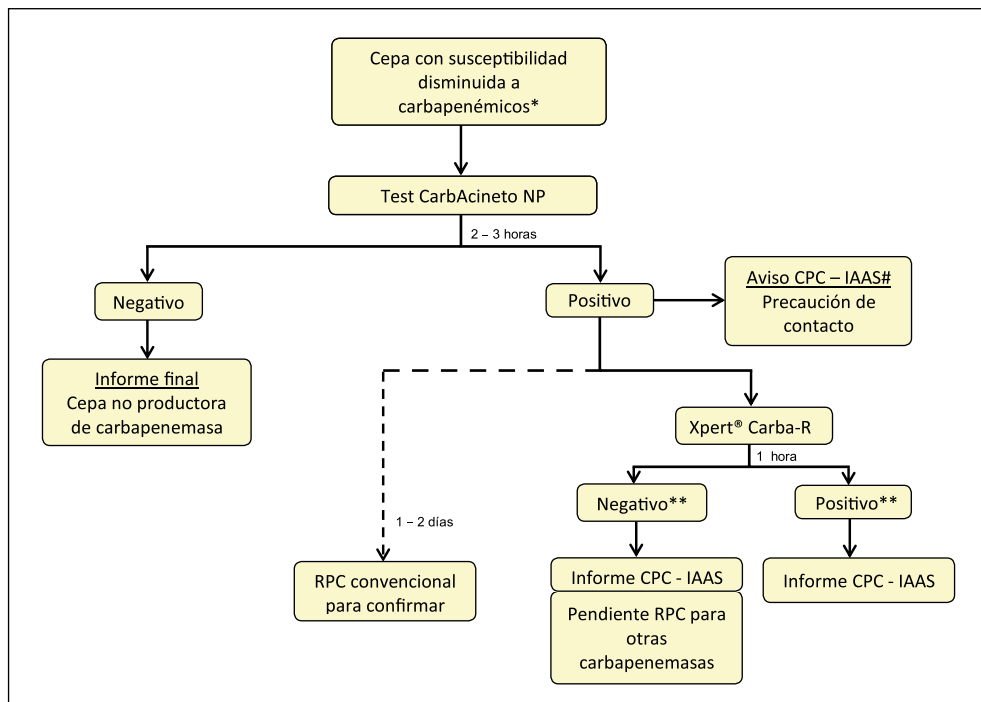 Cepa con susceptibilidad
disminuida a
carbapenémicos*
Test CarbAcineto NP
2 – 3 horas
Negativo
Positivo
Aviso CPC – IAAS#
Precaución de
contacto
Informe final
Cepa no productora
de carbapenemasa
Xpert® Carba-R
1 hora
Negativo**
Positivo**
1 – 2 días
RPC convencional
para confirmar
Informe CPC - IAAS
Pendiente RPC para
otras
carbapenemasas
Informe CPC - IAAS